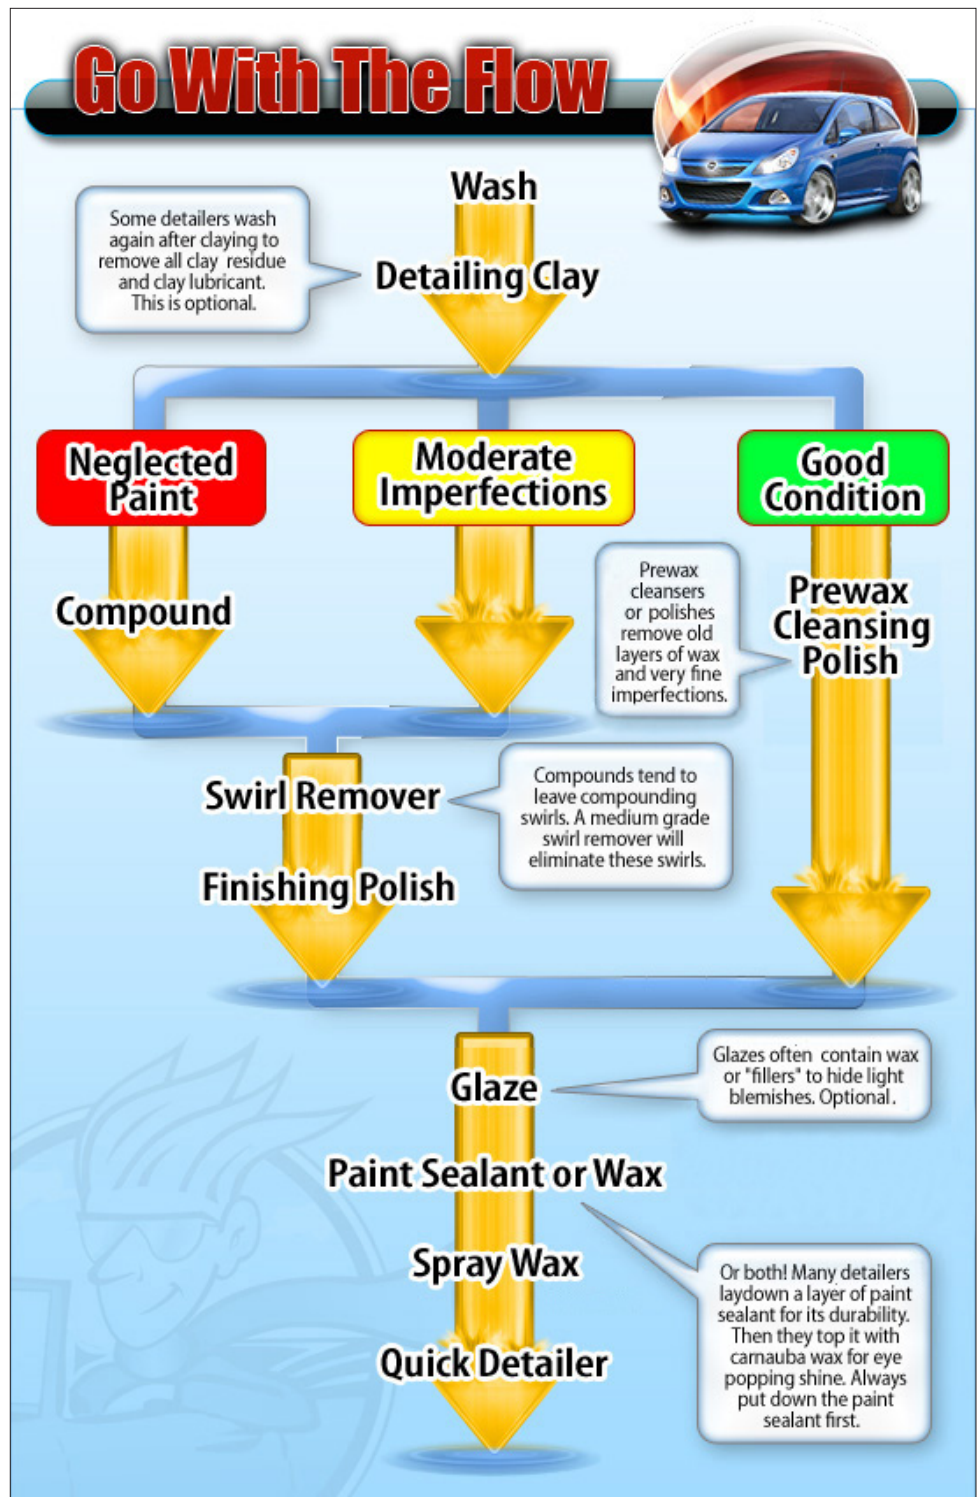 Go With The Flow
Wash
Some detailers wash
again after claying to
remove all clay residue
and clay lubricant.
This is optional.
Detailing Clay
Neglected
Paint
Moderate
Imperfections
Good
Condition
Compound
Prewax
cleansers
or polishes
remove old
layers of wax
and very fine
imperfections.
Prewax
Cleansing
Polish
Swirl Remover
Compounds tend to
leave compounding
swirls. A medium grade
swirl remover will
eliminate these swirls.
Finishing Polish
Glaze
Glazes often contain wax
or "fillers" to hide light
blemishes. Optional.
Paint Sealant or Wax
Spray Wax
Or both! Many detailers
laydown a layer of paint
sealant for its durability.
Then they top it with
carnauba wax for eye
popping shine. Always
put down the paint
sealant first.
Quick Detailer